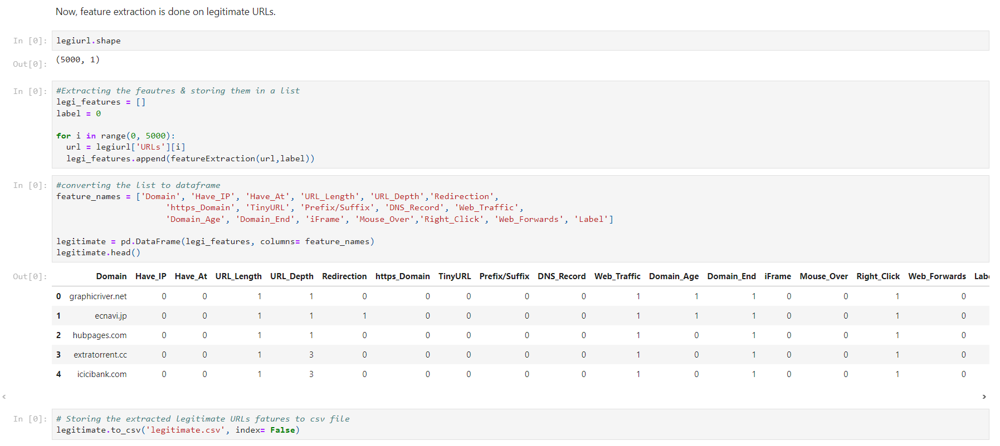 Now, feature extraction is done on legitimate URLs.
In [0]: legiurl.shape
Out[0]: (5000, 1)
In [0]: #Extracting the feautres & storing them in a list
legi_features = []
label = 0
for i in range(0, 5000):
  url = legiurl['URLs'][i]
  legi_features.append(featureExtraction(url,label))
In [0]: #converting the list to dataframe
feature_names = ['Domain', 'Have_IP', 'Have_At', 'URL_Length', 'URL_Depth','Redirection',
                      'https_Domain', 'TinyURL', 'Prefix/Suffix', 'DNS_Record', 'Web_Traffic',
                      'Domain_Age', 'Domain_End', 'iFrame', 'Mouse_Over','Right_Click', 'Web_Forwards', 'Label']
legitimate = pd.DataFrame(legi_features, columns= feature_names)
legitimate.head()
Out[0]: Domain Have_IP Have_At URL_Length URL_Depth Redirection https_Domain TinyURL Prefix/Suffix DNS_Record Web_Traffic Domain_Age Domain_End iFrame Mouse_Over Right_Click Web_Forwards Labe
0 graphicriver.net 0 0 1 1 0 0 0 0 0 1 1 1 0 0 1 0
1 ecnavi.jp 0 0 1 1 1 0 0 0 0 1 1 1 0 0 1 0
2 hubpages.com 0 0 1 1 0 0 0 0 0 1 0 1 0 0 1 0
3 extratorrent.cc 0 0 1 3 0 0 0 0 0 1 0 1 0 0 1 0
4 icicibank.com 0 0 1 3 0 0 0 0 0 1 0 1 0 0 1 0
In [0]: # Storing the extracted legitimate URLs fatures to csv file
legitimate.to_csv('legitimate.csv', index= False)